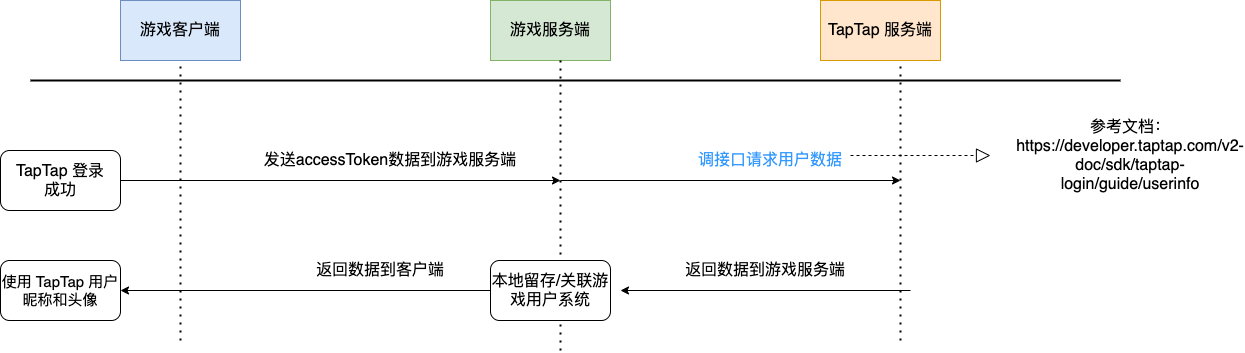 游戏客户端
游戏服务端
TapTap 服务端
TapTap 登录
成功
发送accessToken数据到游戏服务端
调接口请求用户数据
参考文档：
https://developer.taptap.com/v2-
doc/sdk/taptap-
login/guide/userinfo
使用 TapTap 用户
昵称和头像
返回数据到客户端
本地留存/关联游
戏用户系统
返回数据到游戏服务端